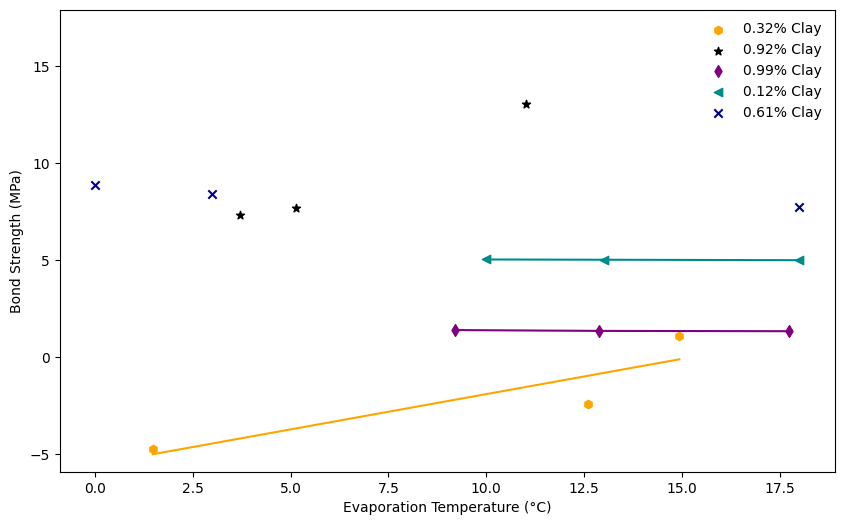 0.32% Clay
0.92% Clay
0.99% Clay
0.12% Clay
0.61% Clay
15
10
5
0
−5
Bond Strength (MPa)
0.0 2.5 5.0 7.5 10.0 12.5 15.0 17.5
Evaporation Temperature (°C)